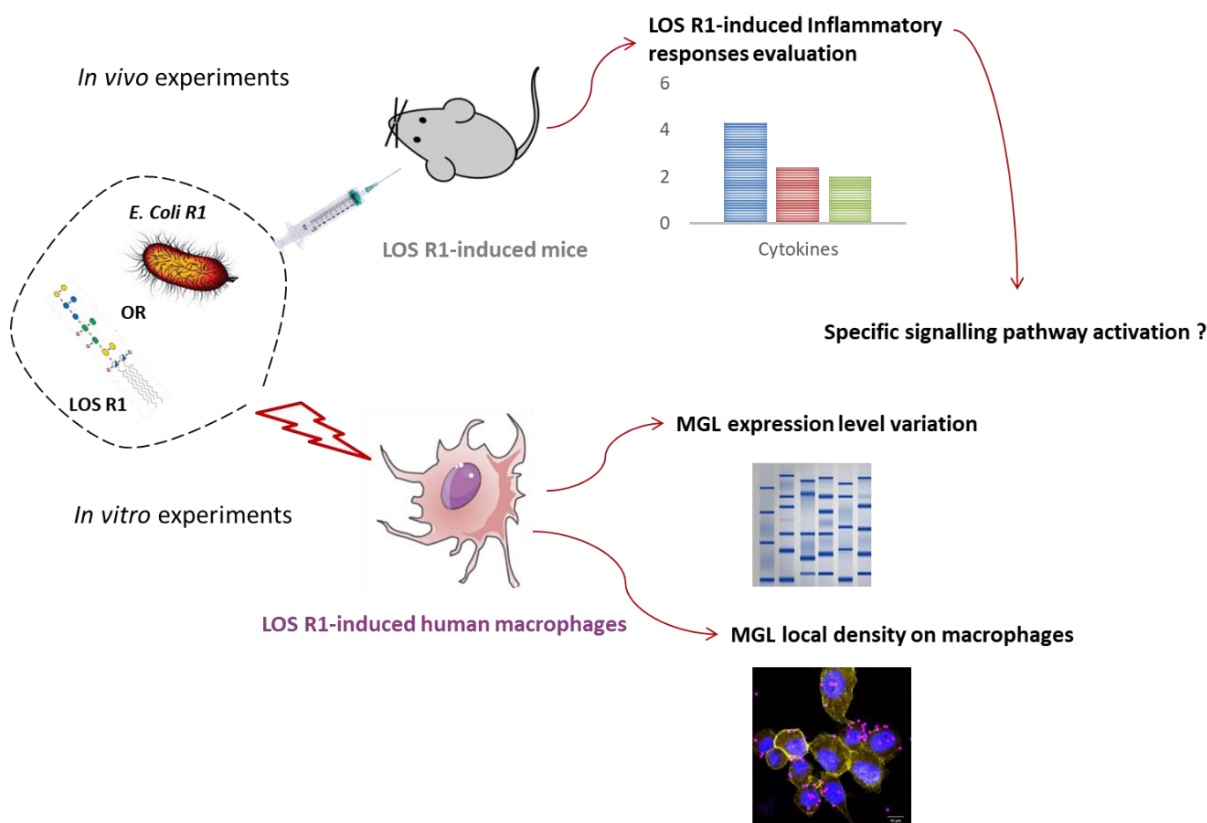 LOS R1-induced Inflammatory
responses evaluation
In vivo experiments
6
4
2
0
Cytokines
E. Coli R1
OR
LOS R1
LOS R1-induced mice
Specific signalling pathway activation ?
MGL expression level variation
In vitro experiments
LOS R1-induced human macrophages
MGL local density on macrophages